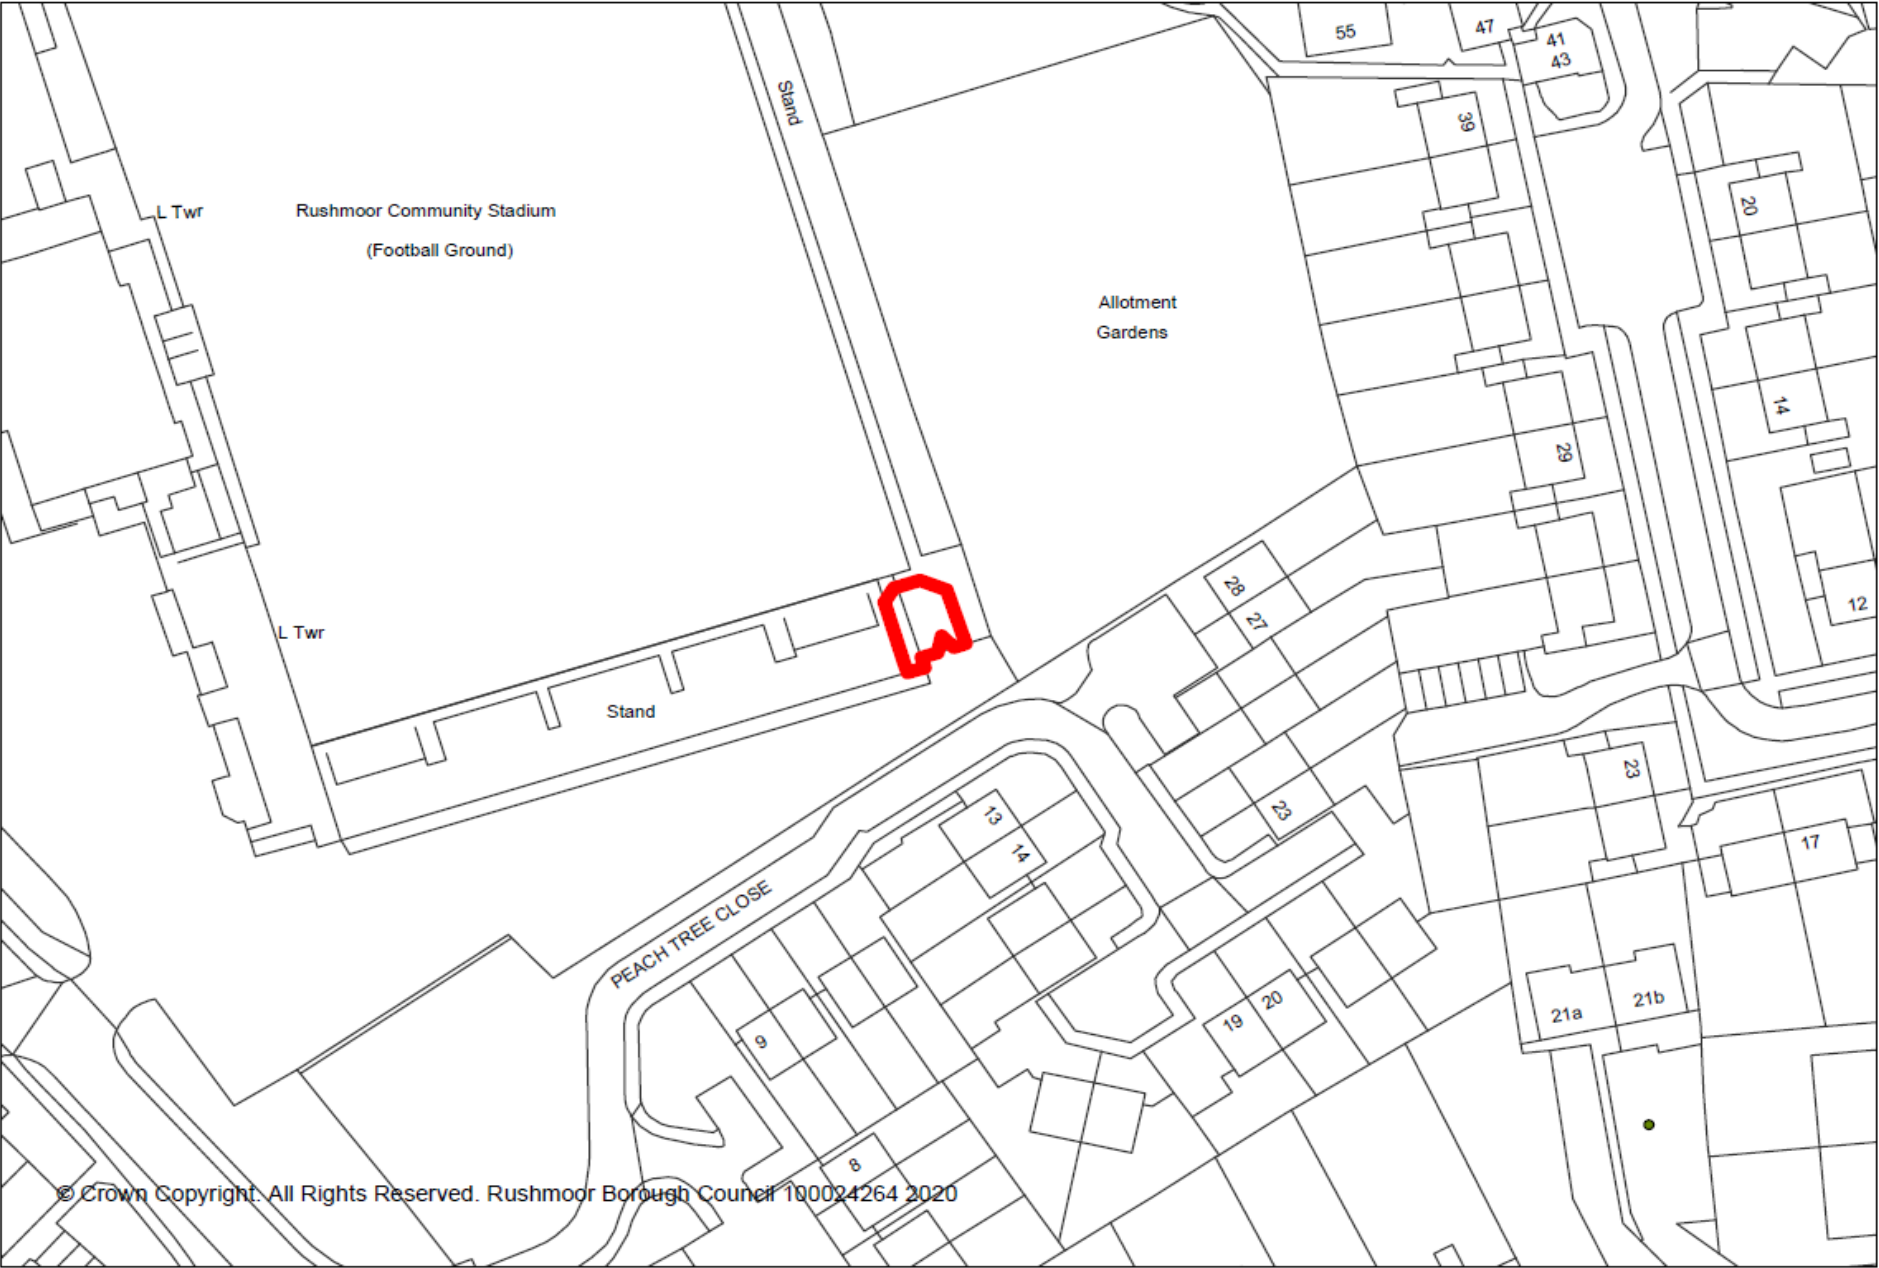 55
47
41
43
Stand
39
L Twr
Rushmoor Community Stadium
(Football Ground)
20
Allotment
Gardens
14
29
28
27
12
L Twr
Stand
13
14
23
23
17
PEACH TREE CLOSE
9
19
20
21a
21b
8
© Crown Copyright. All Rights Reserved. Rushmoor Borough Council 100024264 2020